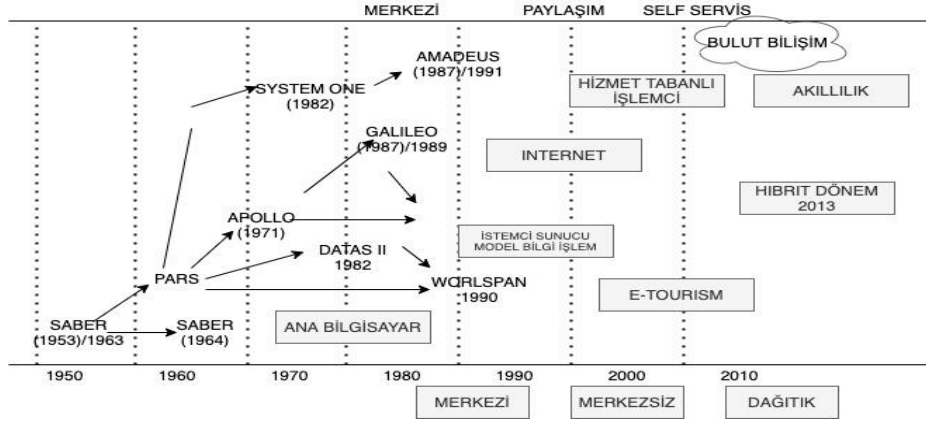 MERKEZİ PAYLAŞIM SELF SERVİS
BULUT BİLİŞİM
AMADEUS
(1987)/1991
SYSTEM ONE
(1982)
HİZMET TABANLI
İŞLEMCİ
AKILLILIK
GALILEO
(1987)/1989
INTERNET
HIBRIT DÖNEM
2013
APOLLO
(1971)
DATAS II
1982
İSTEMCİ SUNUCU
MODEL BİLGİ İŞLEM
PARS
WORLSPAN
1990
E-TOURISM
SABER
(1953)/1963
SABER
(1964)
ANA BİLGİSAYAR
1950 1960 1970 1980 1990 2000 2010
MERKEZİ MERKEZSİZ DAĞITIK